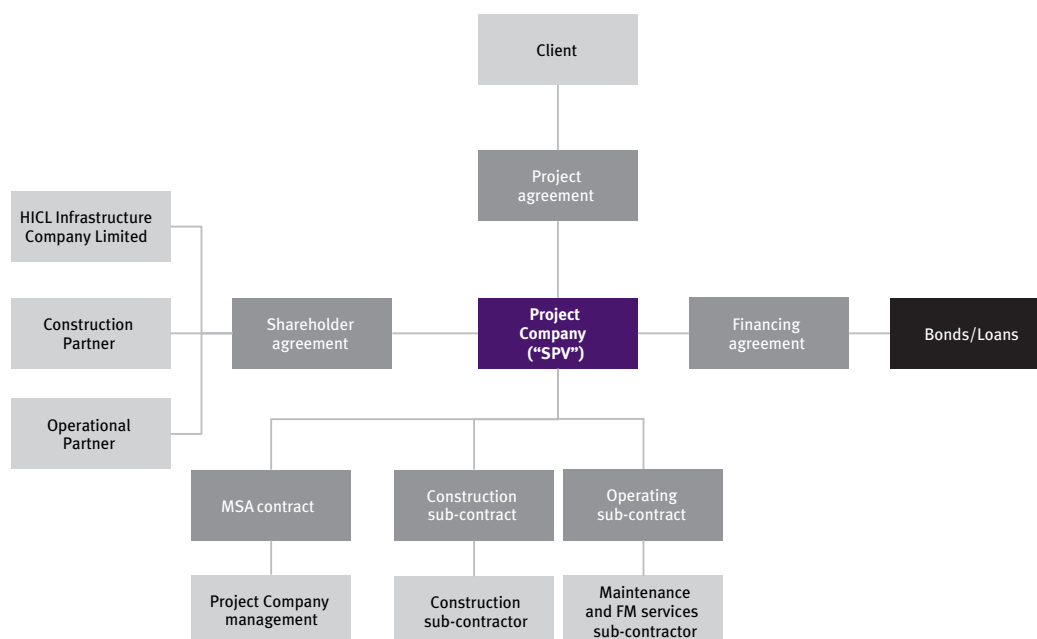 Client
Project
agreement
HICL Infrastructure
Company Limited
Construction
Partner
Operational
Partner
Shareholder
agreement
Project
Company
(“SPV”)
Financing
agreement
Bonds/Loans
MSA contract
Construction
sub-contract
Operating
sub-contract
Project Company
management
Construction
sub-contractor
Maintenance
and FM services
sub-contractor